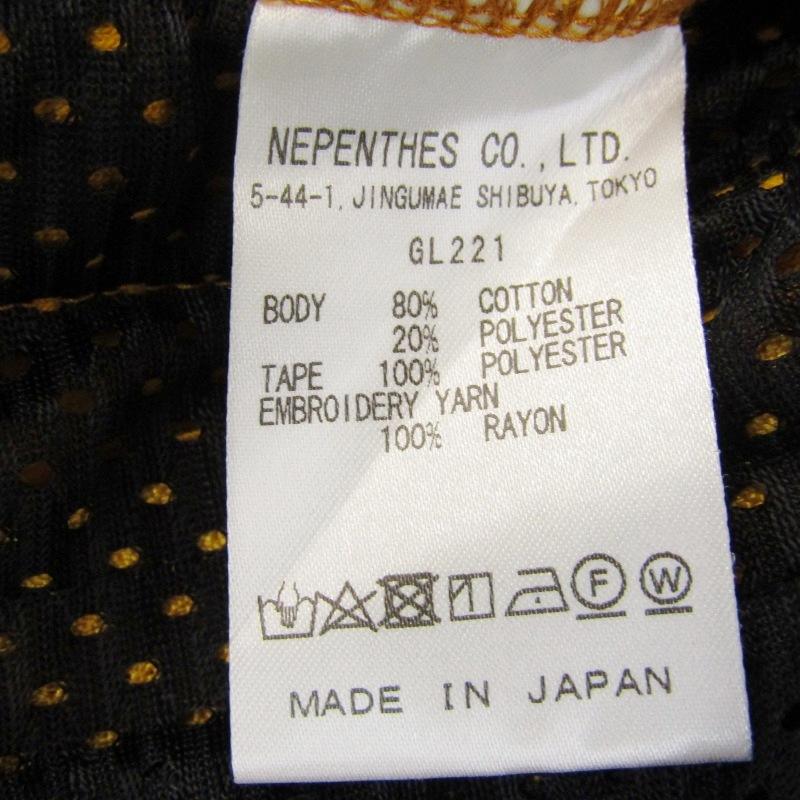 NEPENTHES CO., LTD.
5-44-1, JINGUMAE SHIBUYA, TOKYO
GL221
BODY 80% COTTON
20% POLYESTER
TAPE 100% POLYESTER
EMBROIDERY YARN
100% RAYON
F W
MADE IN JAPAN